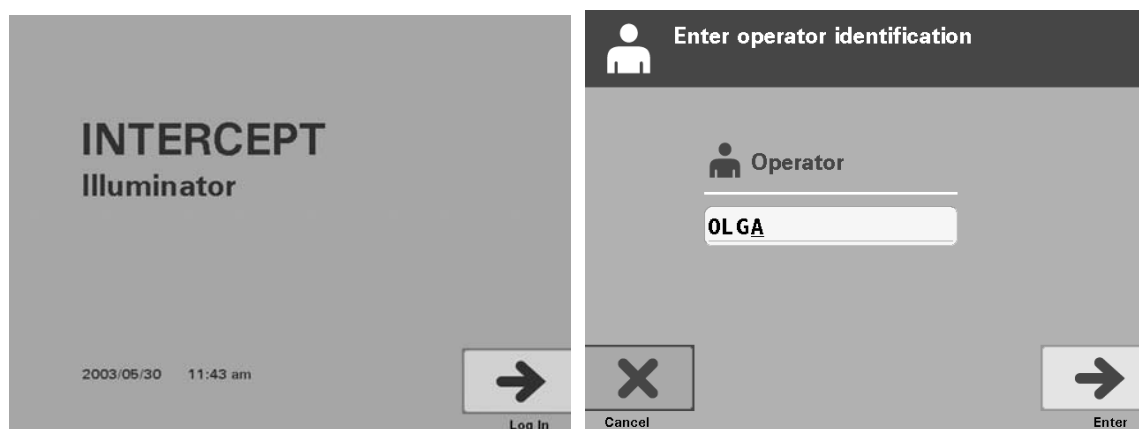 INTERCEPT
Illuminator
2003/05/30 11:43 am
Log In
Enter operator identification
Operator
OLGA
Cancel
Enter